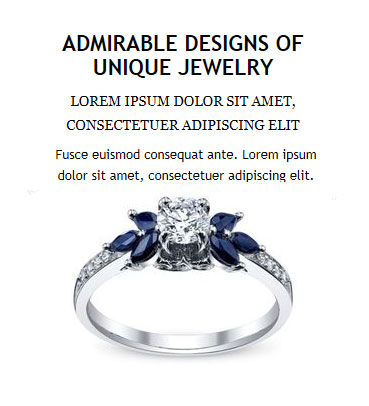 ADMIRABLE DESIGNS OF
UNIQUE JEWELRY
LOREM IPSUM DOLOR SIT AMET,
CONSECTETUER ADIPISCING ELIT
Fusce euismod consequat ante. Lorem ipsum
dolor sit amet, consectetuer adipiscing elit.